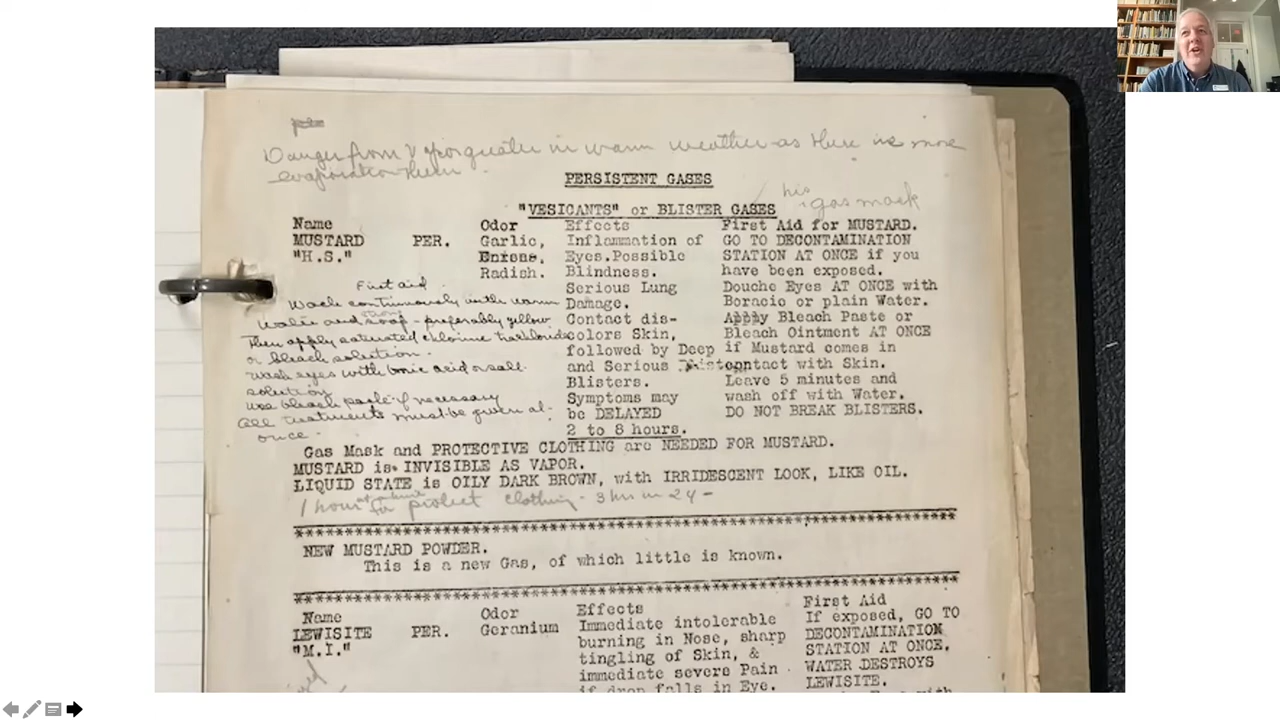 Danger from in warm weather as there is more
evaporation then.
PERSISTENT GASES
his
gas mask
"VESICANTS" or BLISTER GASES
Name Odor Effects First Aid for MUSTARD.
MUSTARD PER. Garlic, Inflammation of GO TO DECONTAMINATION
"H.S." Onions, Eyes.Possible STATION AT ONCE if you
Radish. Blindness. have been exposed.
First aid Serious Lung Douche Eyes AT ONCE with
Wash continuously with warm Damage. Boracic or plain Water.
strong
water and soap - preferably yellow Contact dis- Apply Bleach Paste or
Then apply saturated chlorine colors Skin, Bleach Ointment AT ONCE
or bleach solution. followed by Deep if Mustard comes in
wash eyes with boric acid or salt and Serious contact with Skin.
solution Blisters. Leave 5 minutes and
Use bleach paste if necessary Symptoms may wash off with Water.
All treatments must be given at be DELAYED DO NOT BREAK BLISTERS.
once. 2 to 8 hours.
Gas Mask and PROTECTIVE CLOTHING are NEEDED FOR MUSTARD.
MUSTARD is INVISIBLE AS VAPOR.
LIQUID STATE is OILY DARK BROWN, with IRRIDESCENT LOOK, LIKE OIL.
at a time
1 hour for protect clothing - 3 hrs in 24 -
NEW MUSTARD POWDER.
This is a new Gas, of which little is known.
Name Odor Effects First Aid
LEWISITE PER. Geranium Immediate intolerable If exposed, GO TO
"M.I." burning in Nose, sharp DECONTAMINATION
tingling of Skin, & STATION AT ONCE.
immediate severe Pain WATER DESTROYS
if drop falls in Eye. LEWISITE.